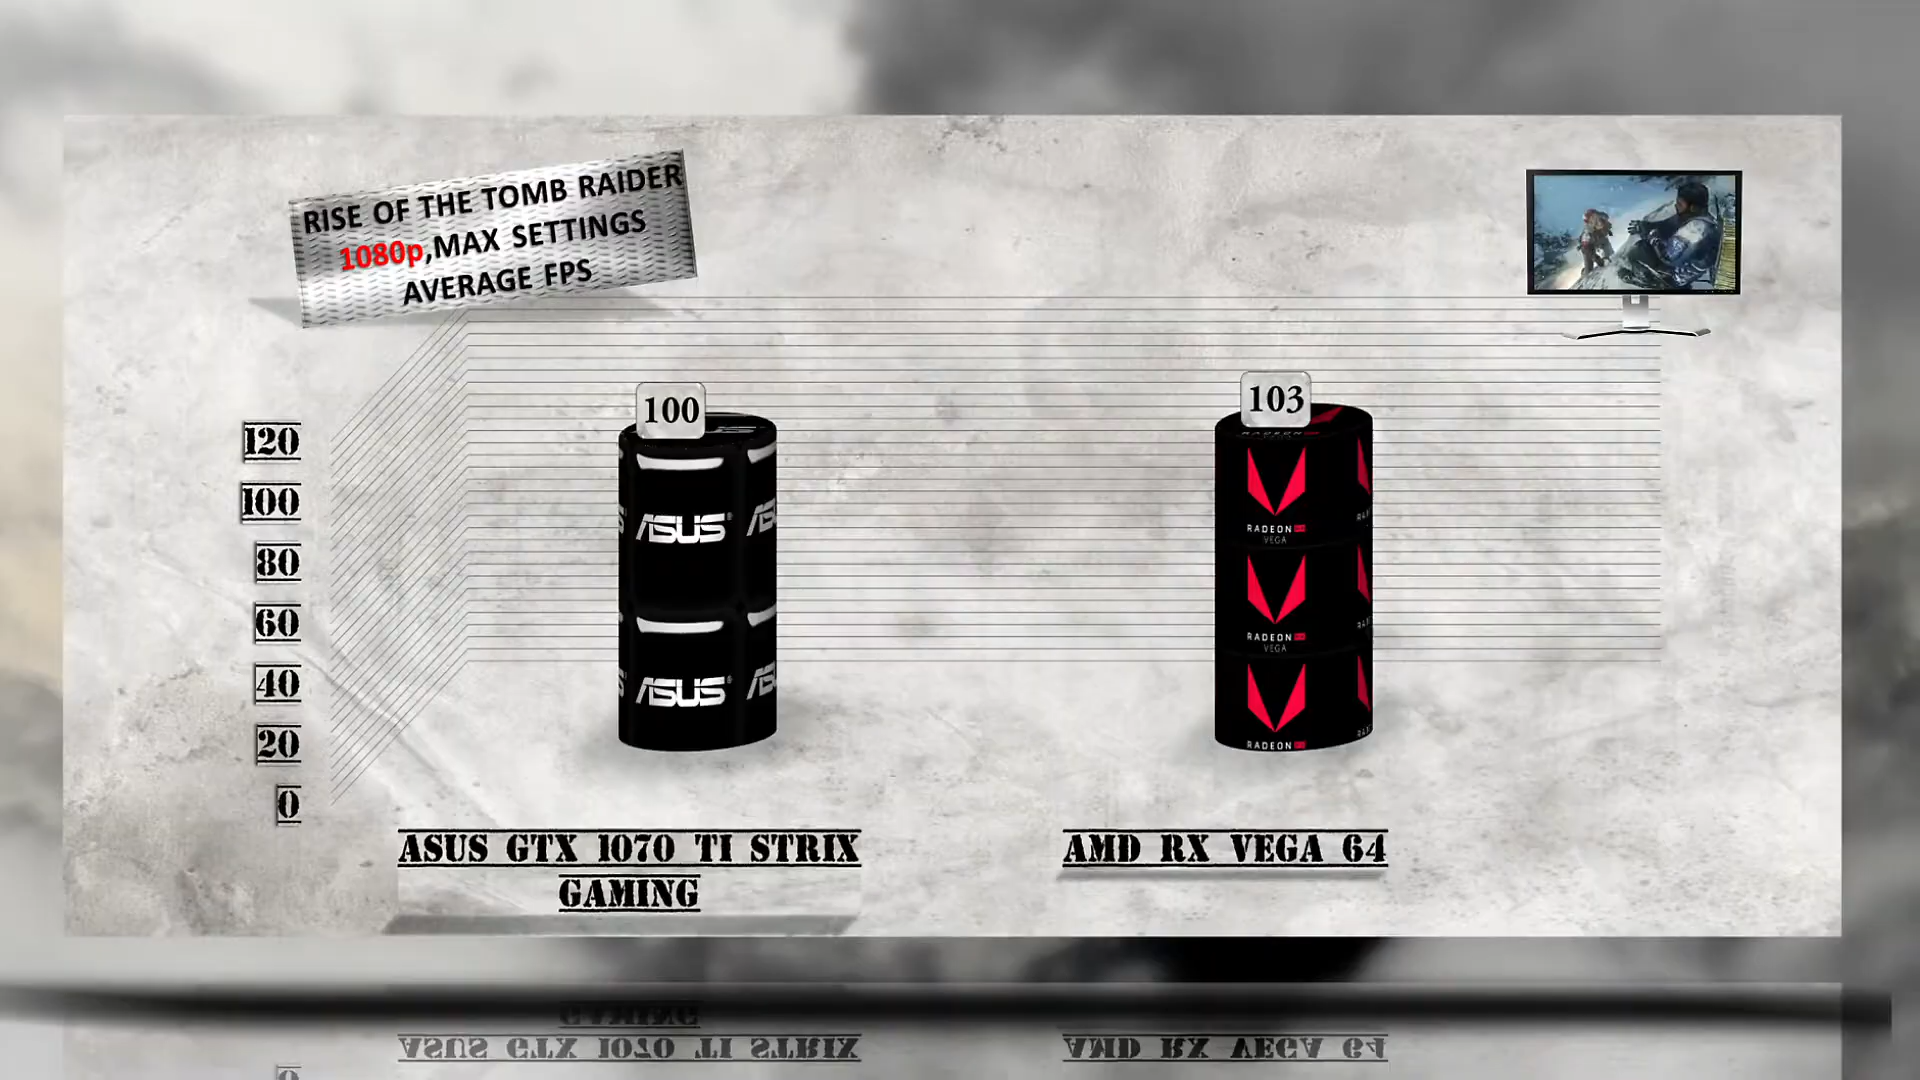 RISE OF THE TOMB RAIDER
1080p,MAX SETTINGS
AVERAGE FPS
120
100
80
60
40
20
0
100
ASUS
ASUS
103
RADEON
VEGA
RADEON
VEGA
RADEON
ASUS GTX 1070 TI STRIX
GAMING
AMD RX VEGA 64